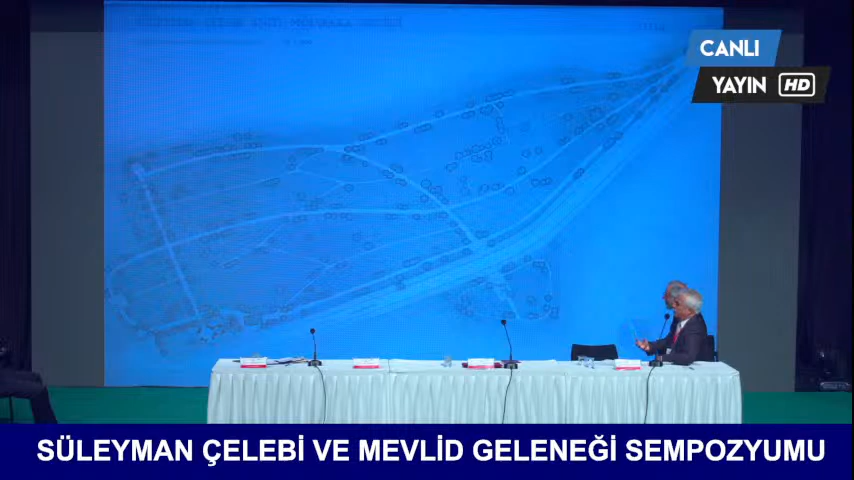 CANLI
YAYIN HD
SÜLEYMAN ÇELEBİ VE MEVLİD GELENEĞİ SEMPOZYUMU